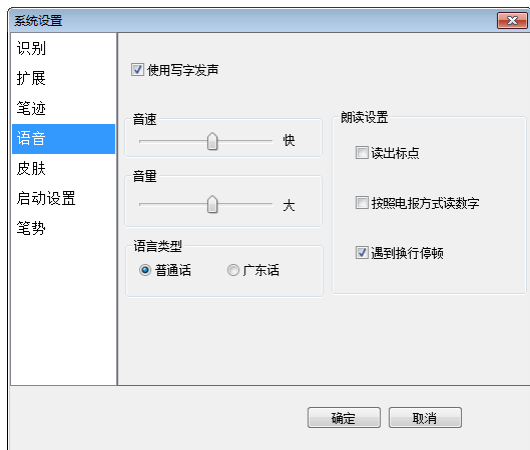 系统设置
识别
扩展
笔迹
语音
皮肤
启动设置
笔势
使用写字发声
音速
快
音量
大
语言类型
普通话 广东话
朗读设置
读出标点
按照电报方式读数字
遇到换行停顿
确定 取消